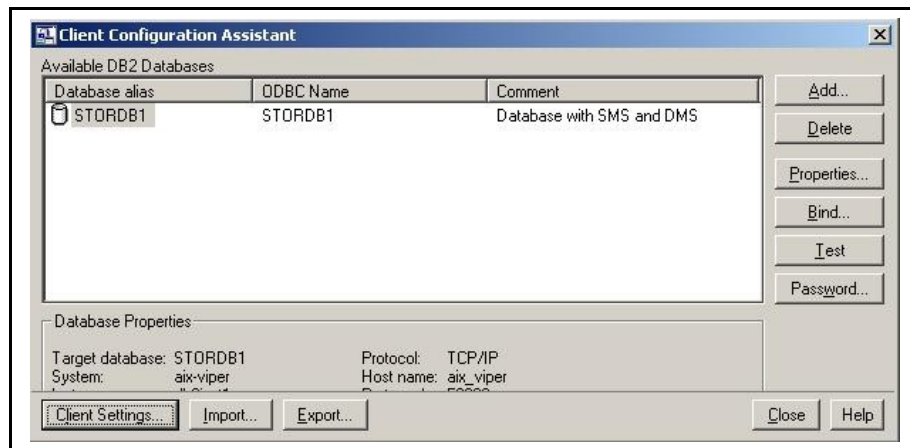 Client Configuration Assistant
Available DB2 Databases
Database alias ODBC Name Comment
STORDB1 STORDB1 Database with SMS and DMS
Add...
Delete
Properties...
Bind...
Test
Password...
Database Properties
Target database: STORDB1 Protocol: TCP/IP
System: aix-viper Host name: aix_viper
Client Settings... Import... Export... Close Help